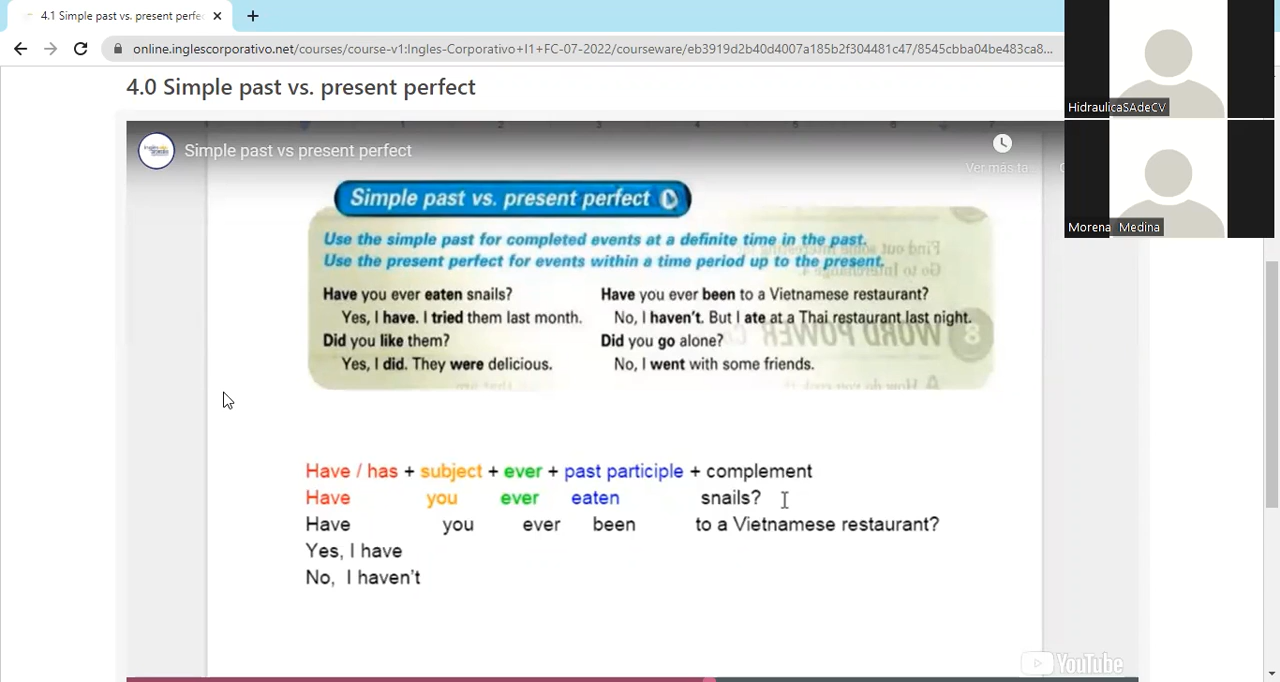 4.1 Simple past vs. present perfe
online.inglescorporativo.net/courses/course-v1:Ingles-Corporativo+I1+FC-07-2022/courseware/eb3919d2b40d4007a185b2f304481c47/8545cbba04be483ca8...
HidraulicaSAdeCV
Morena Medina
4.0 Simple past vs. present perfect
Simple past vs present perfect
Ver más ta
Simple past vs. present perfect
Use the simple past for completed events at a definite time in the past.
Use the present perfect for events within a time period up to the present.
Have you ever eaten snails?
Yes, I have. I tried them last month.
Did you like them?
Yes, I did. They were delicious.
Have you ever been to a Vietnamese restaurant?
No, I haven't. But I ate at a Thai restaurant last night.
Did you go alone?
No, I went with some friends.
WORD POWER
8
Have / has + subject + ever + past participle + complement
Have you ever eaten snails?
Have you ever been to a Vietnamese restaurant?
Yes, I have
No, I haven't
YouTube